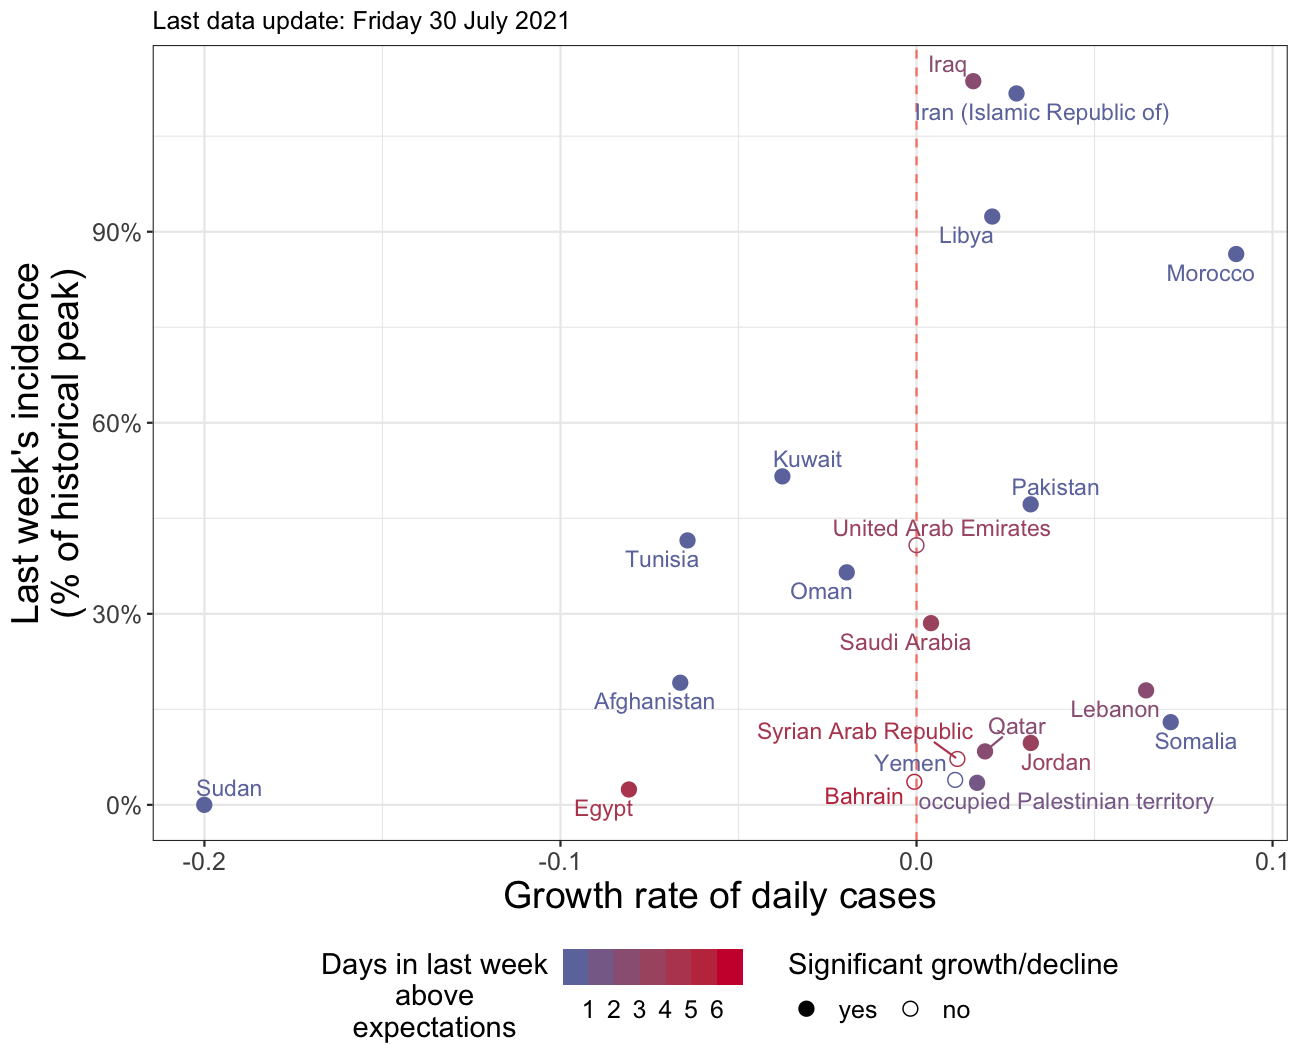 Last data update: Friday 30 July 2021
Iraq
Iran (Islamic Republic of)
Libya
Morocco
Kuwait
Pakistan
United Arab Emirates
Tunisia
Oman
Saudi Arabia
Afghanistan
Lebanon
Syrian Arab Republic
Qatar
Somalia
Yemen
Jordan
Sudan
Egypt
Bahrain
occupied Palestinian territory
Last week's incidence
(% of historical peak)
90%
60%
30%
0%
-0.2 -0.1 0.0 0.1
Growth rate of daily cases
Days in last week
above
expectations
1 2 3 4 5 6
Significant growth/decline
yes no